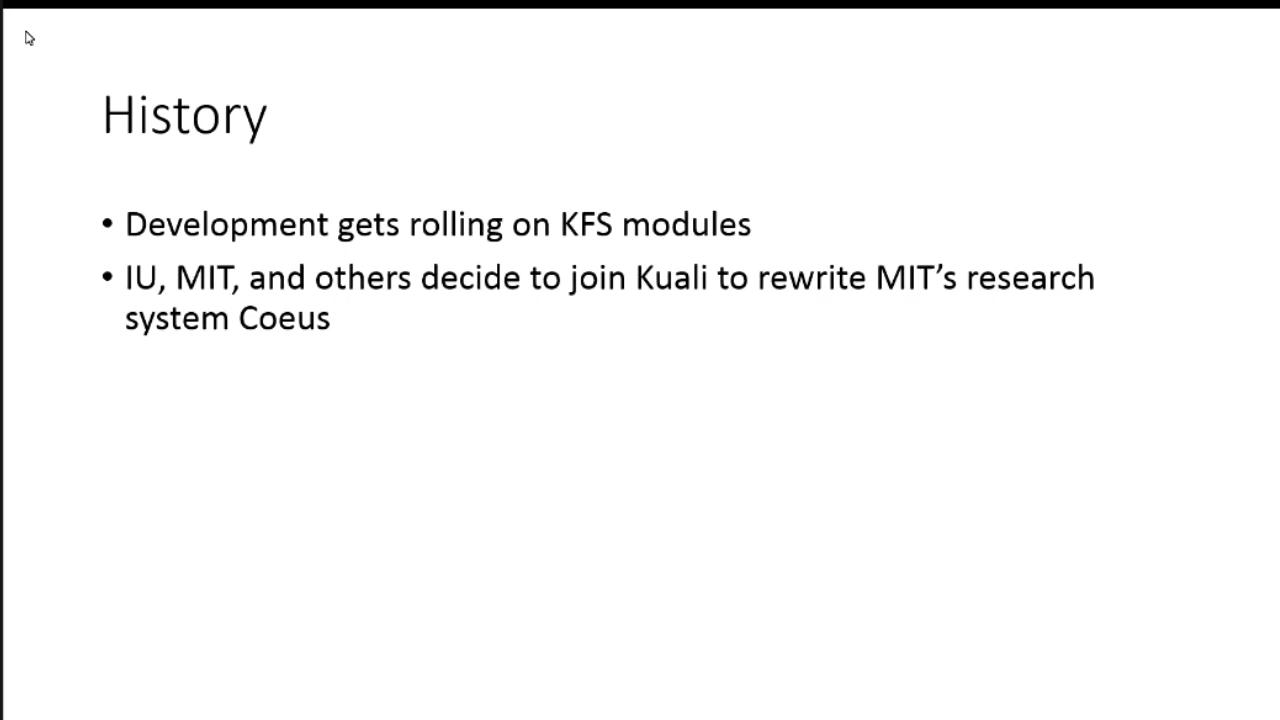 History
• Development gets rolling on KFS modules
• IU, MIT, and others decide to join Kuali to rewrite MIT’s research
system Coeus